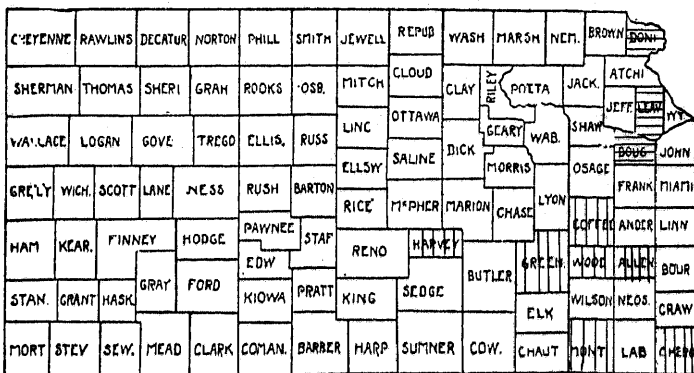 CHEYENNE RAWLINS DECATUR NORTON PHILL SMITH JEWELL REPUB WASH MARSH NEM. BROWN DONI
SHERMAN THOMAS SHERI GRAH ROOKS OSB. MITCH CLOUD CLAY RILEY POTTA JACK. ATCHI
OTTAWA JEFF LEAV WY.
WALLACE LOGAN GOVE TREGO ELLIS. RUSS LINC GEARY WAB. SHAW
SALINE DICK DOUG JOHN
ELLSW MORRIS OSAGE
GRE'LY WICH. SCOTT LANE NESS RUSH BARTON FRANK MIAMI
RICE McPHER MARION CHASE LYON
PAWNEE COFFEE ANDER LINN
HAM KEAR. FINNEY HODGE STAF RENO HARVEY
EDW GREEN. WOOD ALLEN BOUR
GRAY FORD BUTLER
STAN. GRANT HASK. KIOWA PRATT KING SEDGE WILSON NEOS.
ELK CRAW
MORT STEV SEW. MEAD CLARK COMAN. BARBER HARP SUMNER COW. CHAUT MONT LAB CHERO